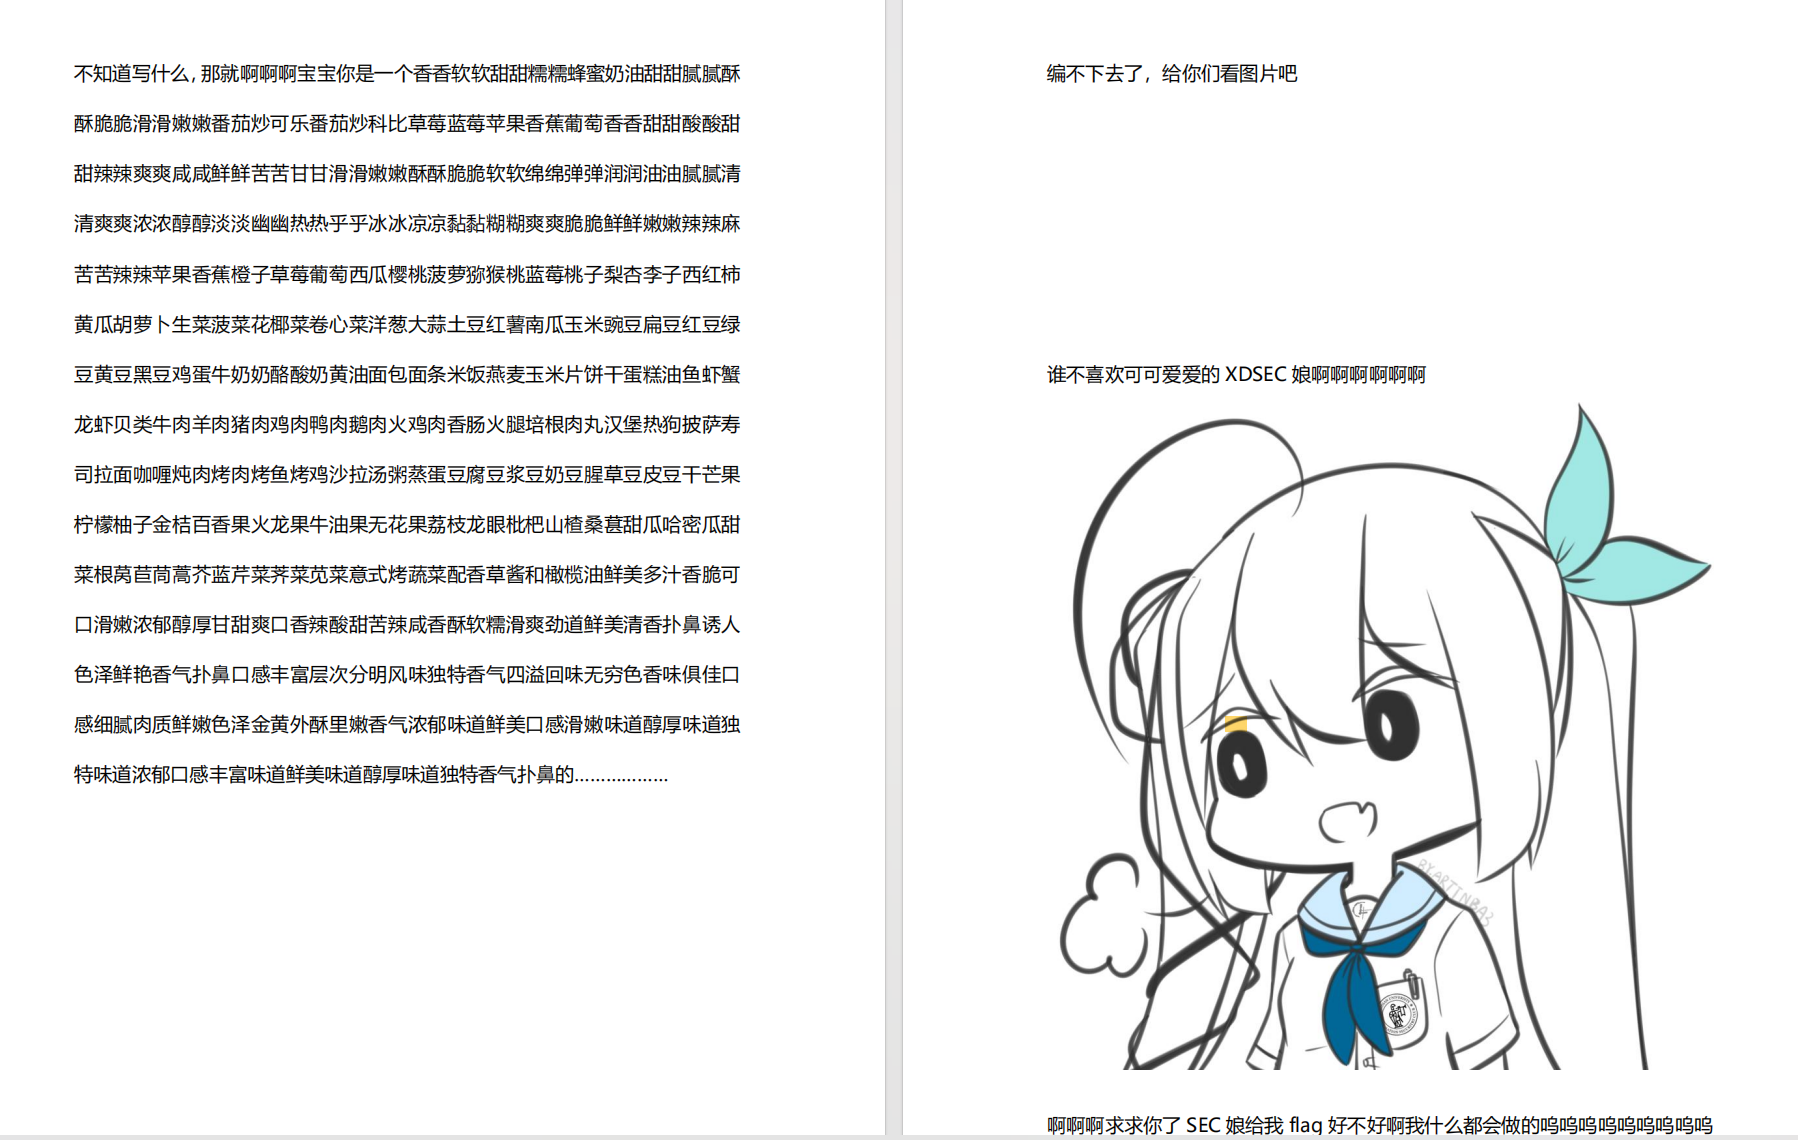 不知道写什么，那就啊啊啊宝宝你是一个香香软软甜甜糯糯蜂蜜奶油甜甜腻腻酥
酥脆脆滑滑嫩嫩番茄炒可乐番茄炒科比草莓蓝莓苹果香蕉葡萄香香甜甜酸酸甜
甜辣辣爽爽咸咸鲜鲜苦苦甘甘滑滑嫩嫩酥酥脆脆软软绵绵弹弹润润油油腻腻清
清爽爽浓浓醇醇淡淡幽幽热热乎乎冰冰凉凉黏黏糊糊爽爽脆脆鲜鲜嫩嫩辣辣麻
苦苦辣辣苹果香蕉橙子草莓葡萄西瓜樱桃菠萝猕猴桃蓝莓桃子梨杏李子西红柿
黄瓜胡萝卜生菜菠菜花椰菜卷心菜洋葱大蒜土豆红薯南瓜玉米豌豆扁豆红豆绿
豆黄豆黑豆鸡蛋牛奶奶酪酸奶黄油面包面条米饭燕麦玉米片饼干蛋糕油鱼虾蟹
龙虾贝类牛肉羊肉猪肉鸡肉鸭肉鹅肉火鸡肉香肠火腿培根肉丸汉堡热狗披萨寿
司拉面咖喱炖肉烤肉烤鱼烤鸡沙拉汤粥蒸蛋豆腐豆浆豆奶豆腥草豆皮豆干芒果
柠檬柚子金桔百香果火龙果牛油果无花果荔枝龙眼枇杷山楂桑葚甜瓜哈密瓜甜
菜根莴苣茼蒿芥蓝芹菜荠菜苋菜意式烤蔬菜配香草酱和橄榄油鲜美多汁香脆可
口滑嫩浓郁醇厚甘甜爽口香辣酸甜苦辣咸香酥软糯滑爽劲道鲜美清香扑鼻诱人
色泽鲜艳香气扑鼻口感丰富层次分明风味独特香气四溢回味无穷色香味俱佳口
感细腻肉质鲜嫩色泽金黄外酥里嫩香气浓郁味道鲜美口感滑嫩味道醇厚味道独
特味道浓郁口感丰富味道鲜美味道醇厚味道独特香气扑鼻的………………
编不下去了，给你们看图片吧
谁不喜欢可可爱爱的 XDSEC 娘啊啊啊啊啊啊
BY:ARTINBA3
啊啊啊求求你了 SEC 娘给我 flag 好不好啊我什么都会做的呜呜呜呜呜呜呜呜呜